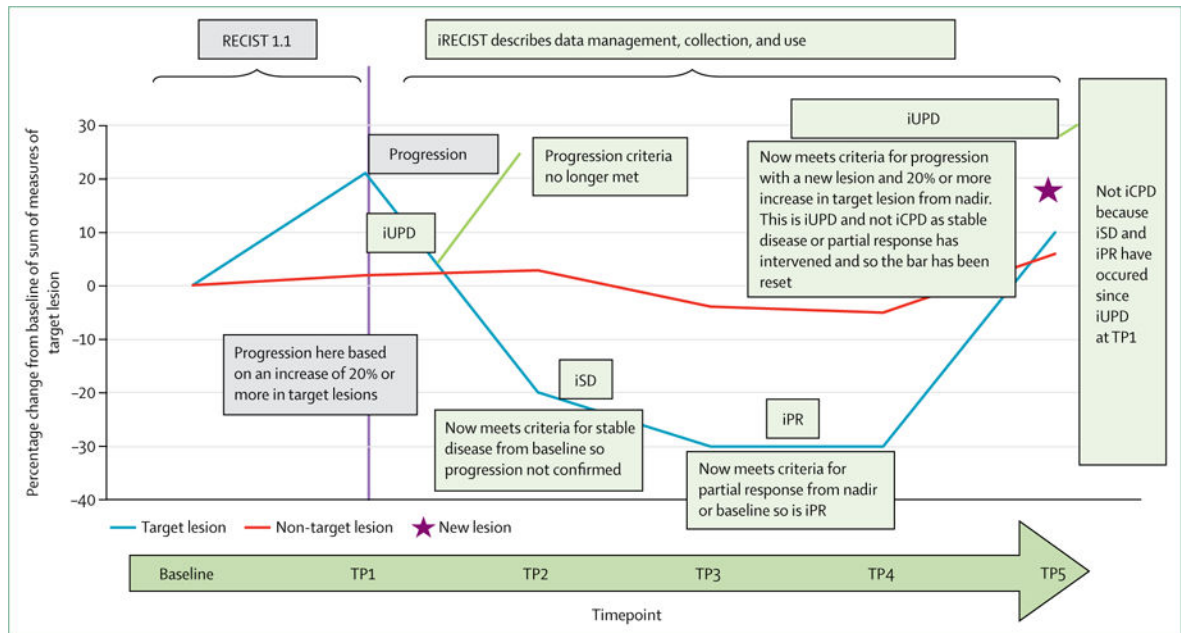 RECIST 1.1
iRECIST describes data management, collection, and use
Percentage change from baseline of sum of measures of
target lesion
30
20
10
0
−10
−20
−30
−40
Progression
iUPD
Progression here based
on an increase of 20% or
more in target lesions
Progression criteria
no longer met
iSD
Now meets criteria for stable
disease from baseline so
progression not confirmed
iPR
Now meets criteria for
partial response from nadir
or baseline so is iPR
iUPD
Now meets criteria for progression
with a new lesion and 20% or more
increase in target lesion from nadir.
This is iUPD and not iCPD as stable
disease or partial response has
intervened and so the bar has been
reset
Not iCPD
because
iSD and
iPR have
occured
since
iUPD
at TP1
Target lesion
Non-target lesion
New lesion
Baseline
TP1
TP2
TP3
TP4
TP5
Timepoint